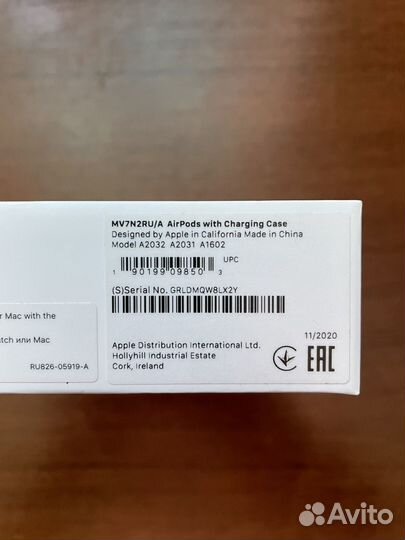 MV7N2RU/A AirPods with Charging Case
Designed by Apple in California Made in China
Model A2032 A2031 A1602
UPC
1 90199 09850 3
(S)Serial No. GRLDMQW8LX2Y
r Mac with the
tch или Mac
RU826-05919-A
Apple Distribution International Ltd.
Hollyhill Industrial Estate
Cork, Ireland
11/2020
EAC
Avito